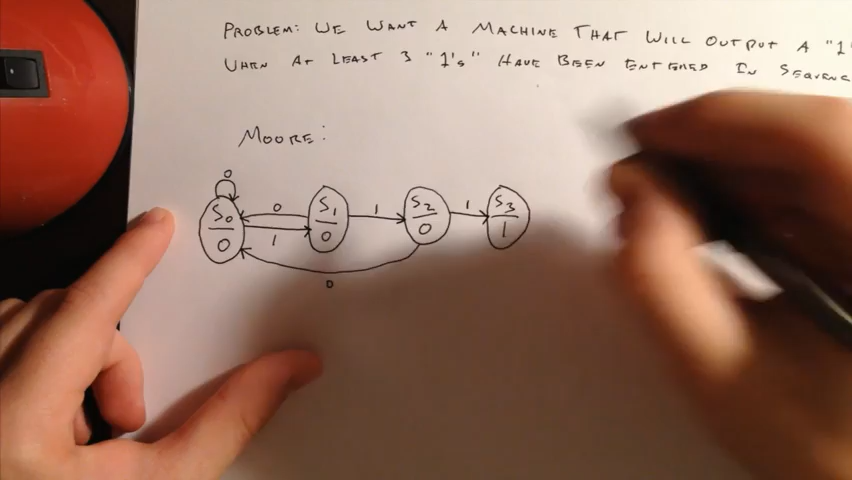 PROBLEM: WE WANT A MACHINE THAT WILL OUTPUT A "1"
WHEN AT LEAST 3 "1's" HAVE BEEN ENTERED IN SEQUENC
MOORE:
0
S0 0 S1 1 S2 1 S3
0 1 0 0 1
0